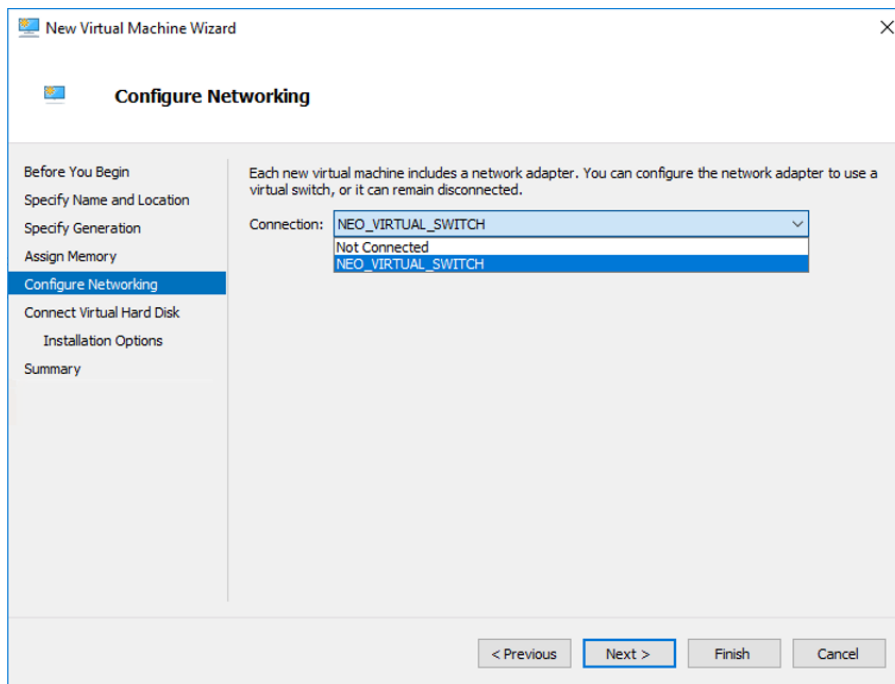 New Virtual Machine Wizard
Configure Networking
Before You Begin
Specify Name and Location
Specify Generation
Assign Memory
Configure Networking
Connect Virtual Hard Disk
Installation Options
Summary
Each new virtual machine includes a network adapter. You can configure the network adapter to use a
virtual switch, or it can remain disconnected.
Connection: NEO_VIRTUAL_SWITCH
Not Connected
NEO_VIRTUAL_SWITCH
< Previous
Next >
Finish
Cancel